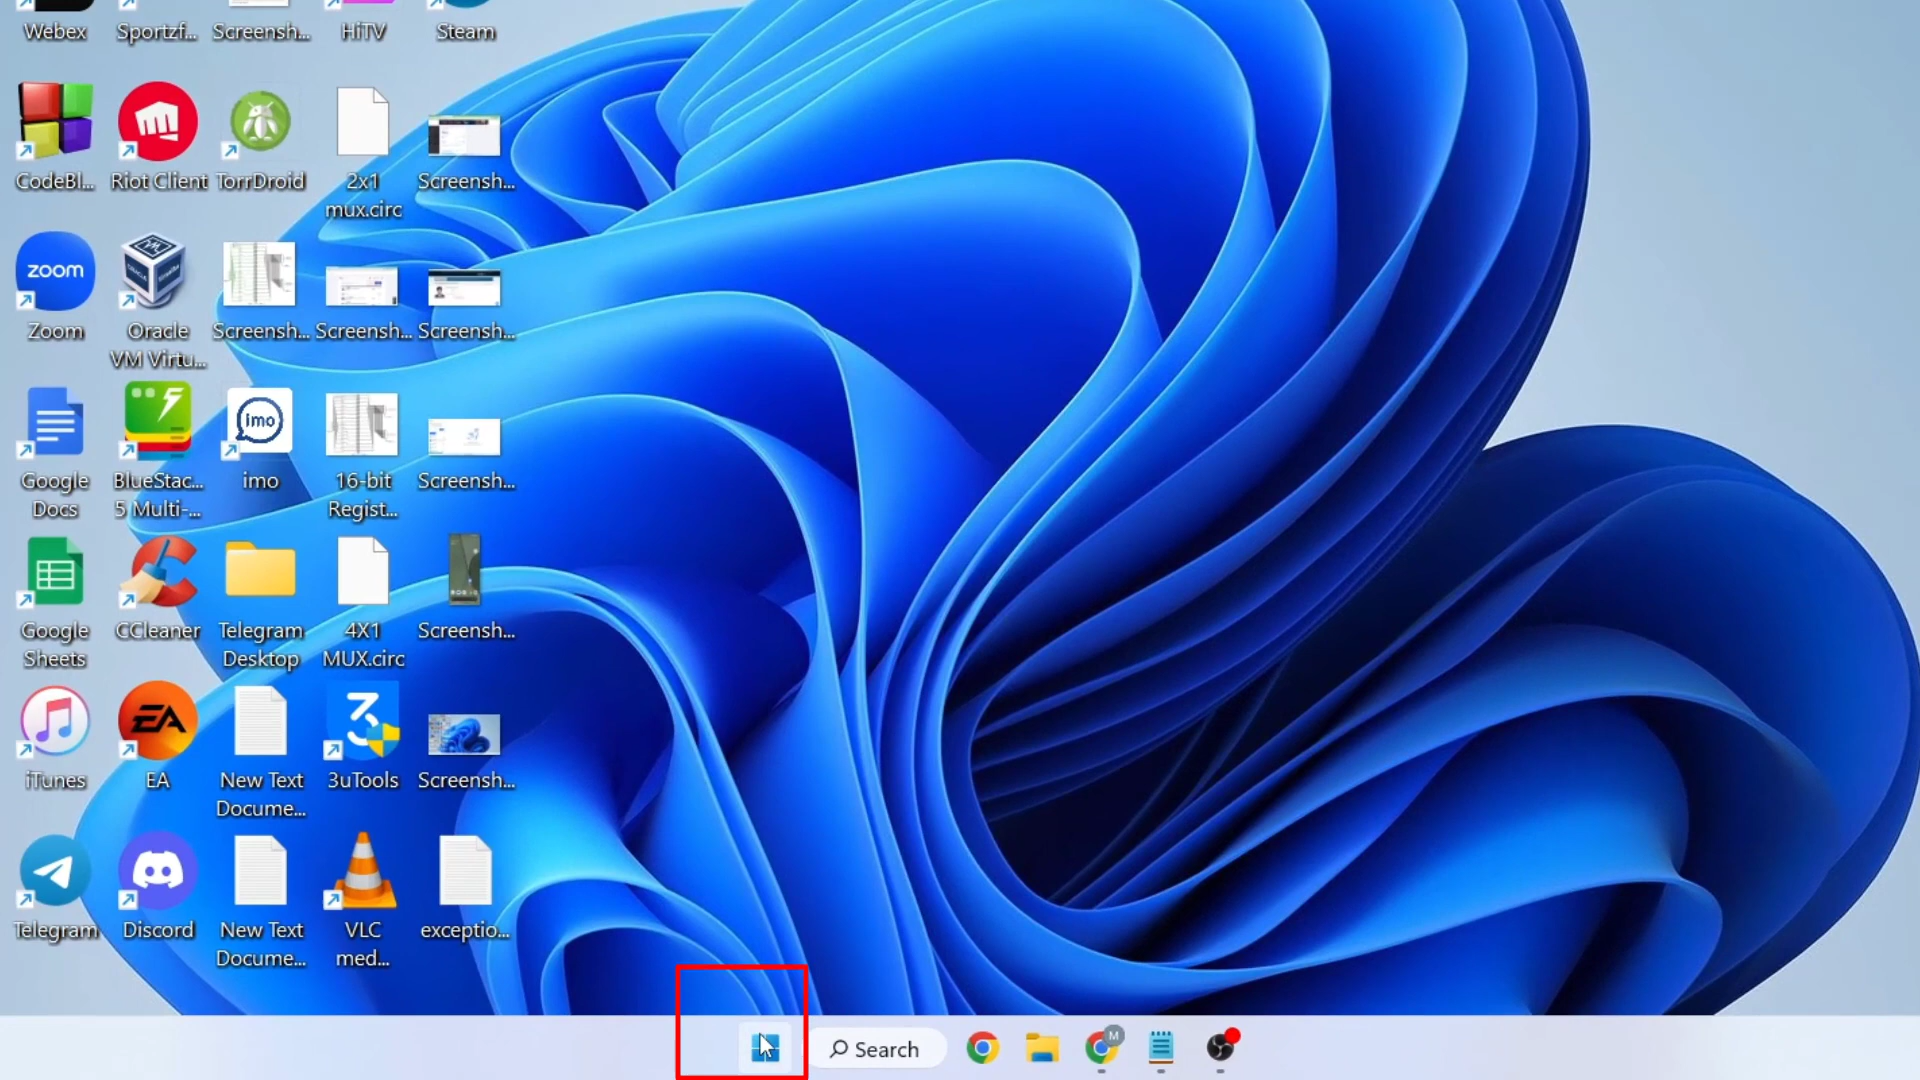 Webex Sportzf... Screensh... HiTV Steam
CodeBl... Riot Client TorrDroid 2x1 Screensh...
mux.circ
zoom
Zoom Oracle Screensh... Screensh... Screensh...
VM Virtu...
imo
Google BlueStac... imo 16-bit Screensh...
Docs 5 Multi-... Regist...
Google CCleaner Telegram 4X1 Screensh...
Sheets Desktop MUX.circ
EA
iTunes EA New Text 3uTools Screensh...
Docume...
Telegram Discord New Text VLC exceptio...
Docume... med...
Search M